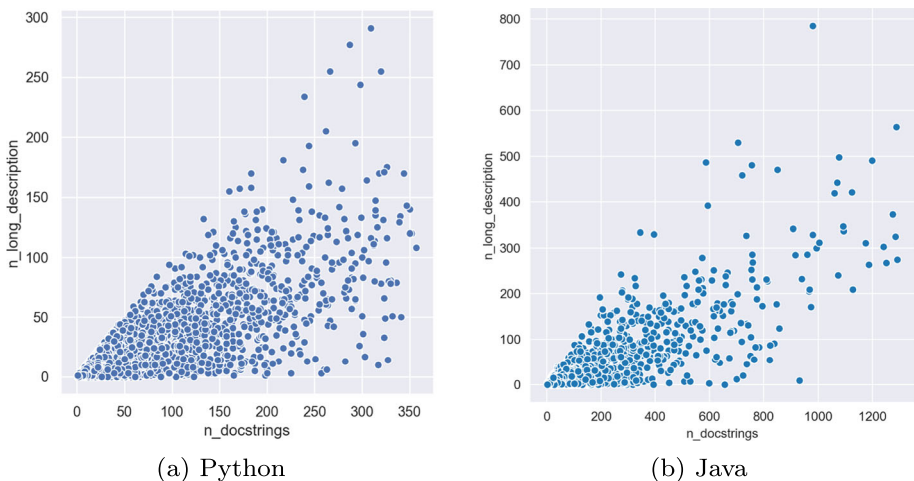 300
250
200
150
100
50
0
n_long_description
0 50 100 150 200 250 300 350
n_docstrings
(a) Python
800
700
600
500
400
300
200
100
0
n_long_description
0 200 400 600 800 1000 1200
n_docstrings
(b) Java